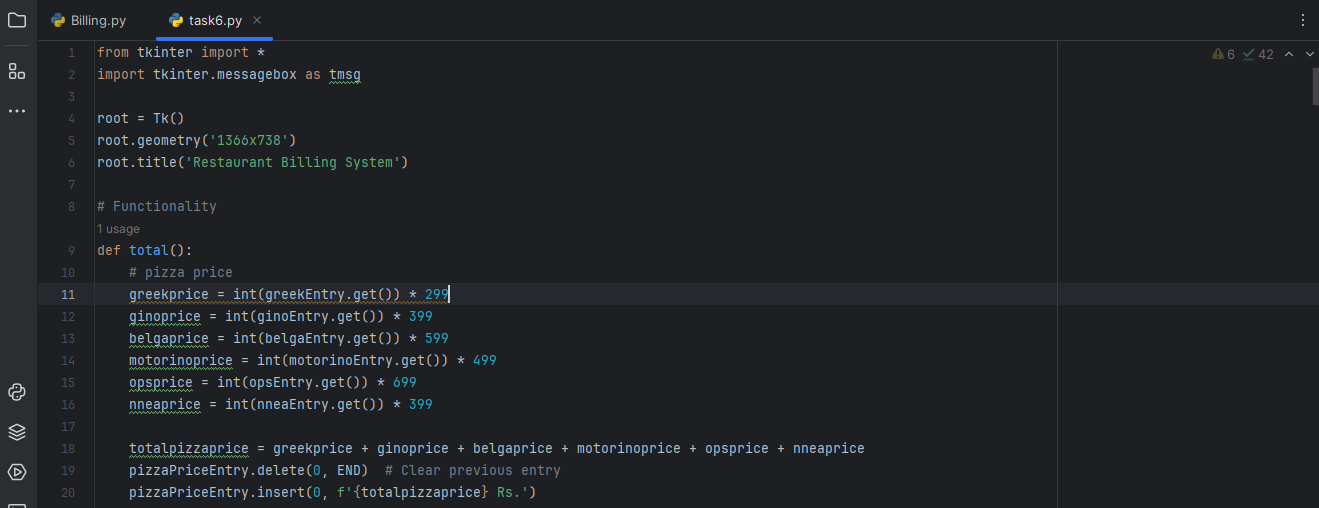 Billing.py task6.py
1 from tkinter import * 6 42
2 import tkinter.messagebox as tmsg
3
4 root = Tk()
5 root.geometry('1366x738')
6 root.title('Restaurant Billing System')
7
8 # Functionality
1 usage
9 def total():
10 # pizza price
11 greekprice = int(greekEntry.get()) * 299
12 ginoprice = int(ginoEntry.get()) * 399
13 belgaprice = int(belgaEntry.get()) * 599
14 motorinoprice = int(motorinoEntry.get()) * 499
15 opsprice = int(opsEntry.get()) * 699
16 nneaprice = int(nneaEntry.get()) * 399
17
18 totalpizzaprice = greekprice + ginoprice + belgaprice + motorinoprice + opsprice + nneaprice
19 pizzaPriceEntry.delete(0, END) # Clear previous entry
20 pizzaPriceEntry.insert(0, f'{totalpizzaprice} Rs.')